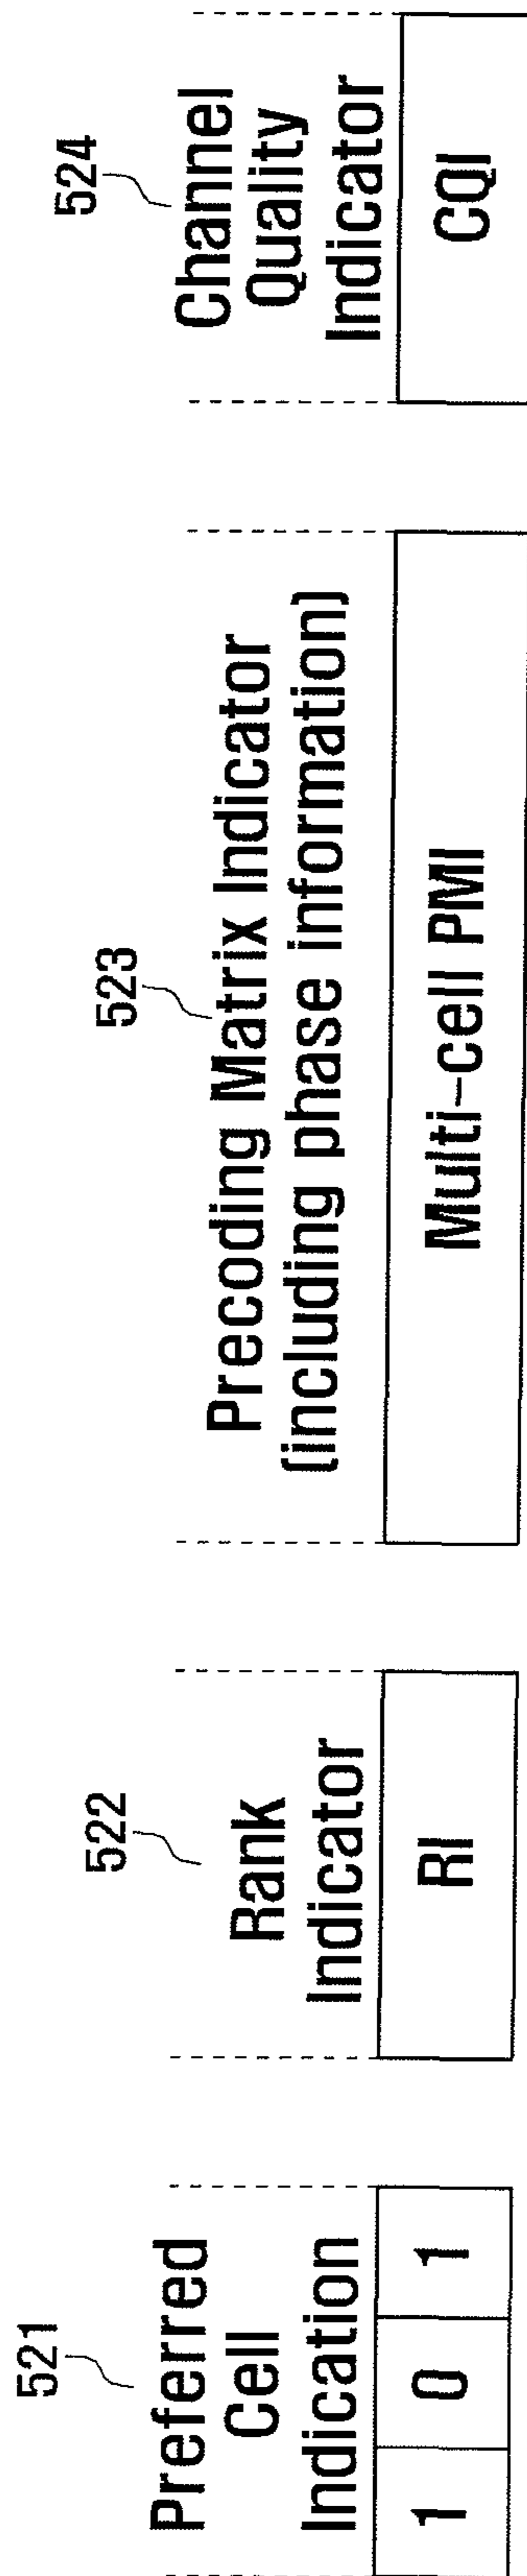 521
Preferred
Cell
Indication
1 0 1
522
Rank
Indicator
RI
523
Precoding Matrix Indicator
(including phase information)
Multi-cell PMI
524
Channel
Quality
Indicator
CQI